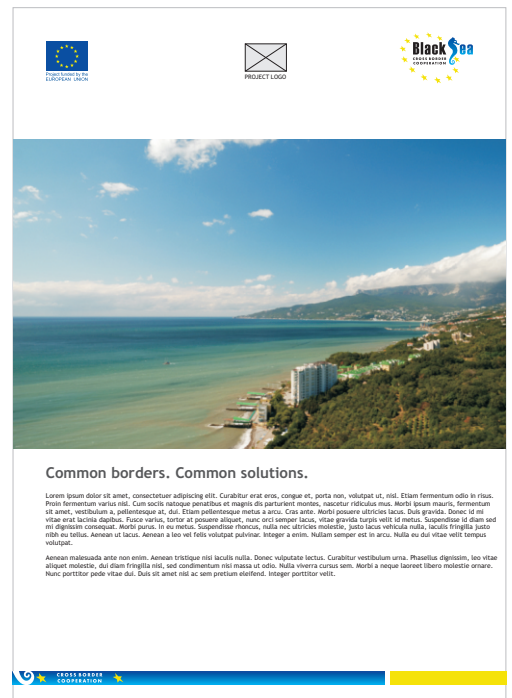 Project funded by the
EUROPEAN UNION
PROJECT LOGO
Black Sea
CROSS BORDER
COOPERATION
Common borders. Common solutions.
Lorem ipsum dolor sit amet, consectetuer adipiscing elit. Curabitur erat eros, congue et, porta non, volutpat ut, nisl. Etiam fermentum odio in risus.
Proin fermentum varius nisl. Cum sociis natoque penatibus et magnis dis parturient montes, nascetur ridiculus mus. Morbi ipsum mauris, fermentum
sit amet, vestibulum a, pellentesque at, dui. Etiam pellentesque metus a arcu. Cras ante. Morbi posuere ultricies lacus. Duis gravida. Donec id mi
vitae erat lacinia dapibus. Fusce varius, tortor at posuere aliquet, nunc orci semper lacus, vitae gravida turpis velit id metus. Suspendisse id diam sed
mi dignissim consequat. Morbi purus. In eu metus. Suspendisse rhoncus, nulla nec ultricies molestie, justo lacus vehicula nulla, iaculis fringilla justo
nibh eu tellus. Aenean ut lacus. Aenean a leo vel felis volutpat pulvinar. Integer a enim. Nullam semper est in arcu. Nulla eu dui vitae velit tempus
volutpat.
Aenean malesuada ante non enim. Aenean tristique nisi iaculis nulla. Donec vulputate lectus. Curabitur vestibulum urna. Phasellus dignissim, leo vitae
aliquet molestie, dui diam fringilla nisl, sed condimentum nisi massa ut odio. Nulla viverra cursus sem. Morbi a neque laoreet libero molestie ornare.
Nunc porttitor pede vitae dui. Duis sit amet nisl ac sem pretium eleifend. Integer porttitor velit.
CROSS BORDER
COOPERATION